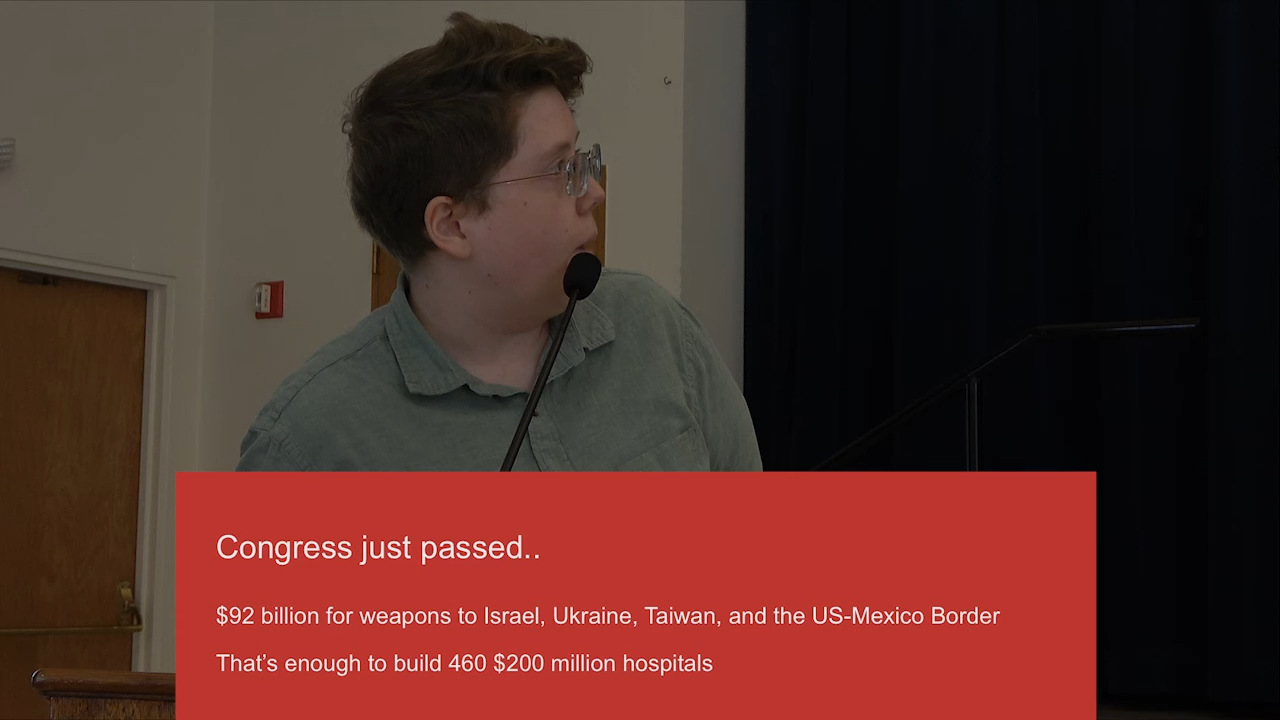 Congress just passed..
$92 billion for weapons to Israel, Ukraine, Taiwan, and the US-Mexico Border
That’s enough to build 460 $200 million hospitals